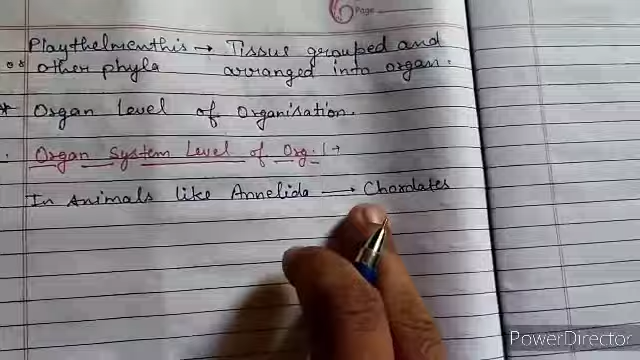 Page
Playthelmenthis → Tissue grouped and
or other phyla arranged into organ.
* Organ Level of Organisation.
Organ System Level of Org. :→
In Animals like Annelida → Chordates
PowerDirector